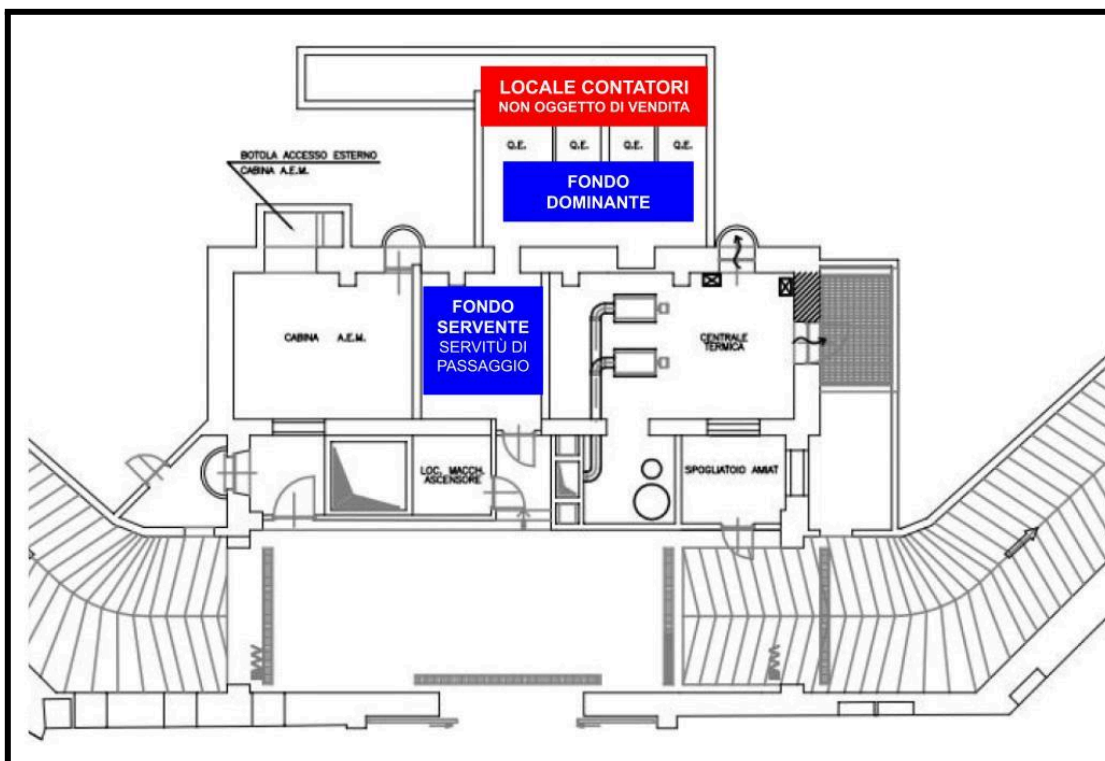 LOCALE CONTATORI
NON OGGETTO DI VENDITA
Q.E. Q.E. Q.E. Q.E.
BOTOLA ACCESSO ESTERNO
CABINA A.E.M.
FONDO
DOMINANTE
FONDO
SERVENTE
SERVITÙ DI
PASSAGGIO
CABINA A.E.M.
CENTRALE
TERMICA
LOC. MACCH.
ASCENSORE
SPOGLIATOIO AMIAT